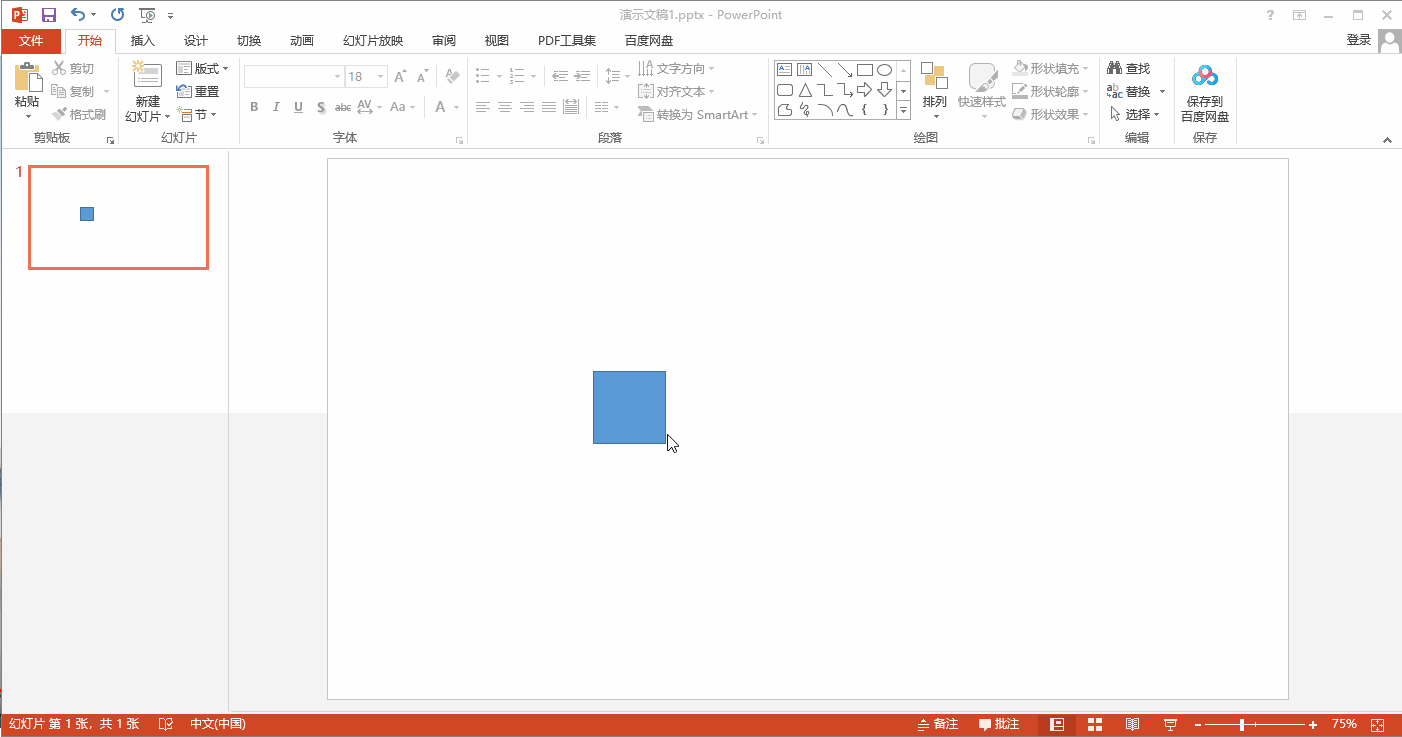 演示文稿1.pptx - PowerPoint
文件 开始 插入 设计 切换 动画 幻灯片放映 审阅 视图 PDF工具集 百度网盘 登录
粘贴 剪切 复制 格式刷
剪贴板
新建 幻灯片 版式 重置 节
幻灯片
18
B I U S abc AV Aa A
字体
文字方向 对齐文本 转换为 SmartArt
段落
排列 快速样式 形状填充 形状轮廓 形状效果
绘图
查找 替换 选择
编辑
保存到 百度网盘
保存
1
幻灯片 第 1 张，共 1 张 中文(中国) 备注 批注 75%